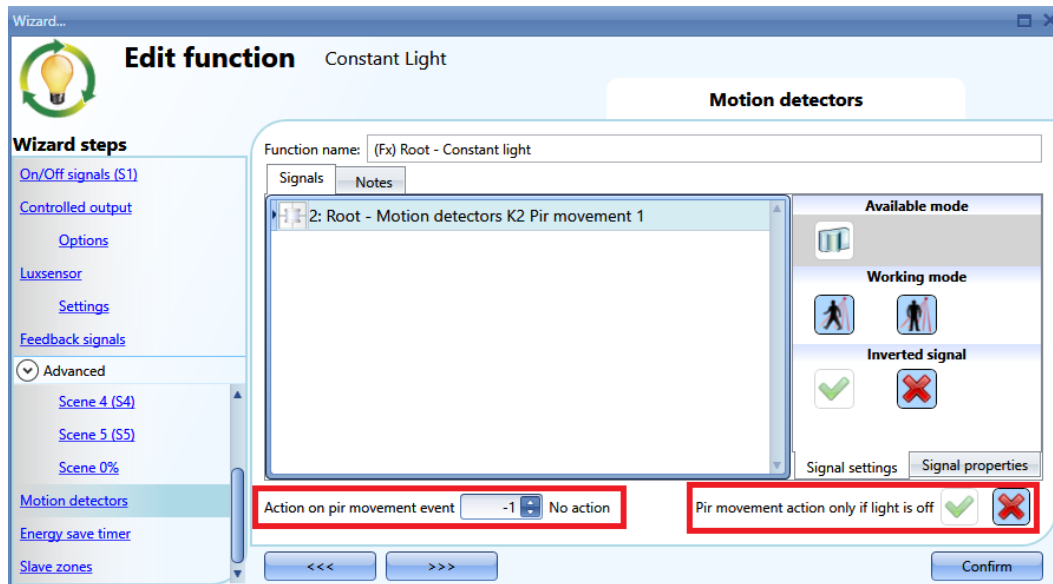 Wizard...
Edit function Constant Light
Motion detectors
Wizard steps
On/Off signals (S1)
Controlled output
Options
Luxsensor
Settings
Feedback signals
Advanced
Scene 4 (S4)
Scene 5 (S5)
Scene 0%
Motion detectors
Energy save timer
Slave zones
Function name: (Fx) Root - Constant light
Signals Notes
2: Root - Motion detectors K2 Pir movement 1
Available mode
Working mode
Inverted signal
Signal settings Signal properties
Action on pir movement event -1 No action
Pir movement action only if light is off
<<< >>> Confirm